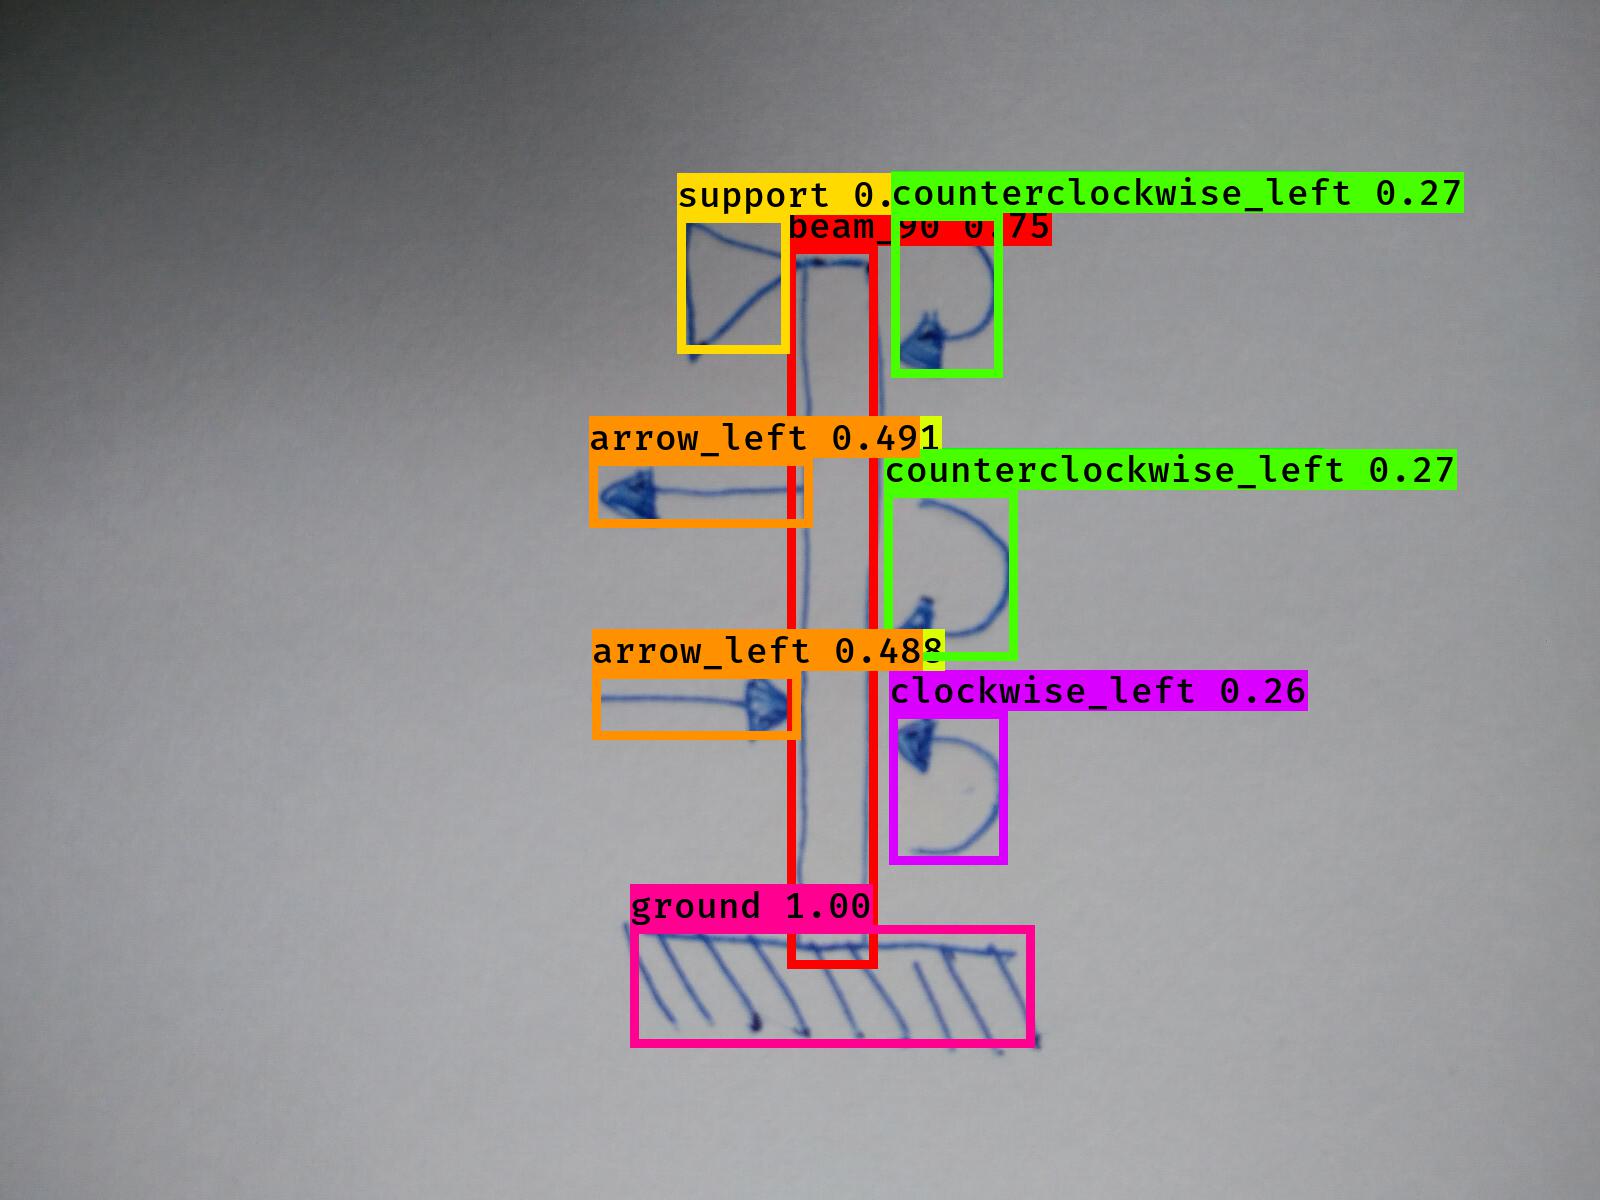 support 0.
counterclockwise_left 0.27
beam_90 0.75
arrow_left 0.491
counterclockwise_left 0.27
arrow_left 0.488
clockwise_left 0.26
ground 1.00